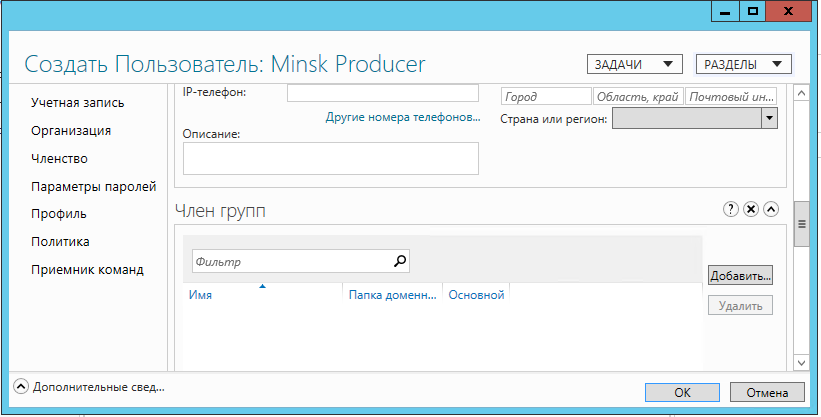 Создать Пользователь: Minsk Producer
ЗАДАЧИ
РАЗДЕЛЫ
Учетная запись
Организация
Членство
Параметры паролей
Профиль
Политика
Приемник команд
IP-телефон:
Другие номера телефонов...
Описание:
Город
Область, край
Почтовый ин...
Страна или регион:
Член групп
Фильтр
Имя
Папка доменн...
Основной
Добавить...
Удалить
Дополнительные свед...
OK
Отмена